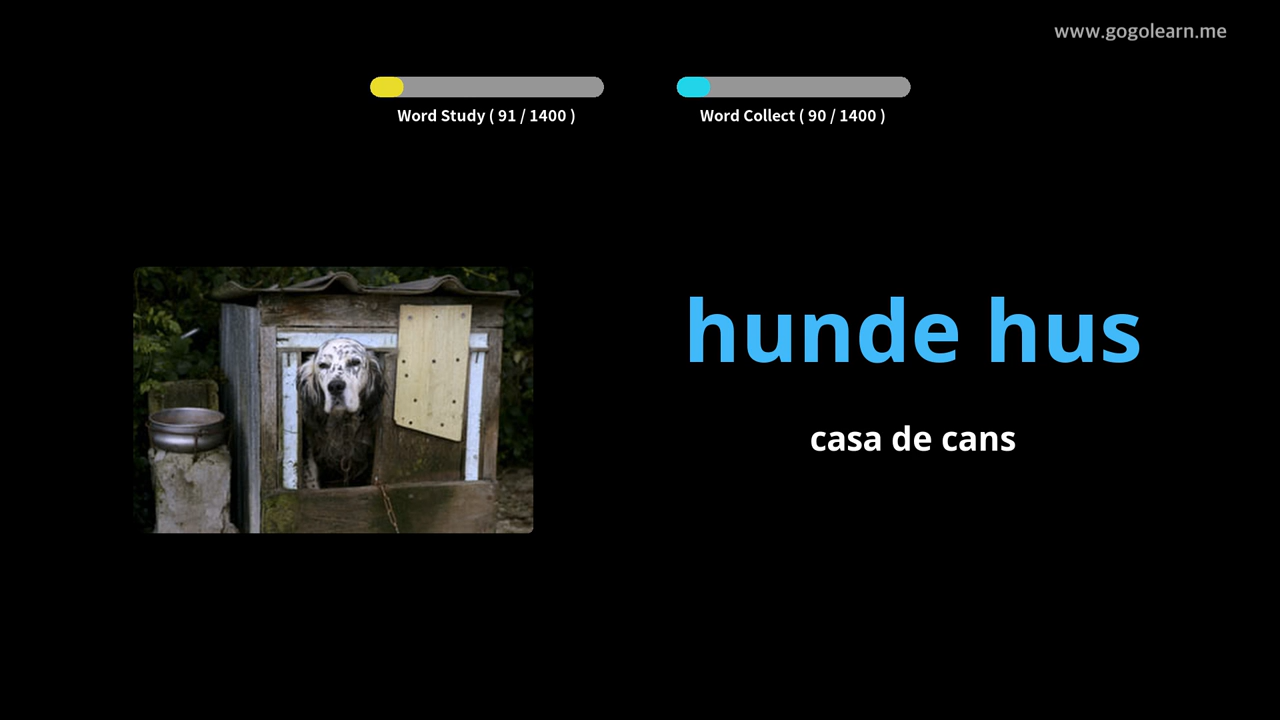 www.gogolearn.me
Word Study ( 91 / 1400 )
Word Collect ( 90 / 1400 )
hunde hus
casa de cans